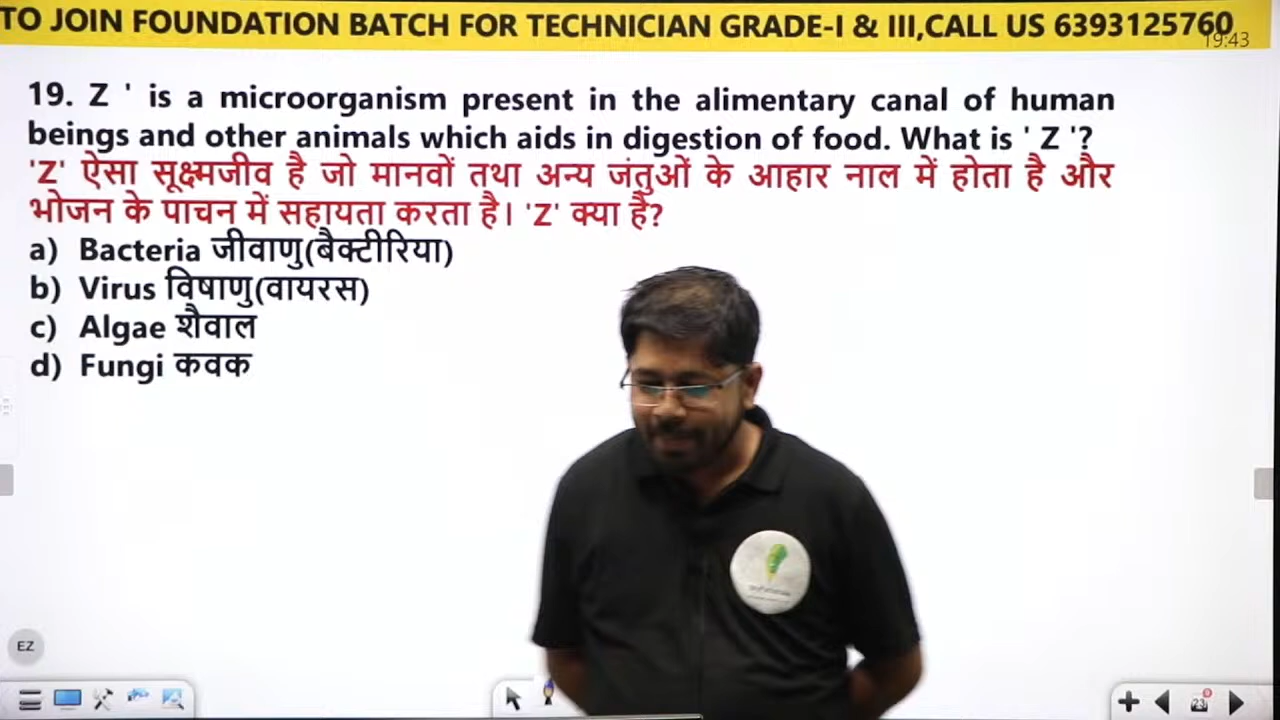 TO JOIN FOUNDATION BATCH FOR TECHNICIAN GRADE-I & III,CALL US 6393125760
19:43
19. Z ' is a microorganism present in the alimentary canal of human
beings and other animals which aids in digestion of food. What is ' Z '?
'Z' ऐसा सूक्ष्मजीव है जो मानवों तथा अन्य जंतुओं के आहार नाल में होता है और
भोजन के पाचन में सहायता करता है। 'Z' क्या है?
a) Bacteria जीवाणु(बैक्टीरिया)
b) Virus विषाणु(वायरस)
c) Algae शैवाल
d) Fungi कवक
EZ
23